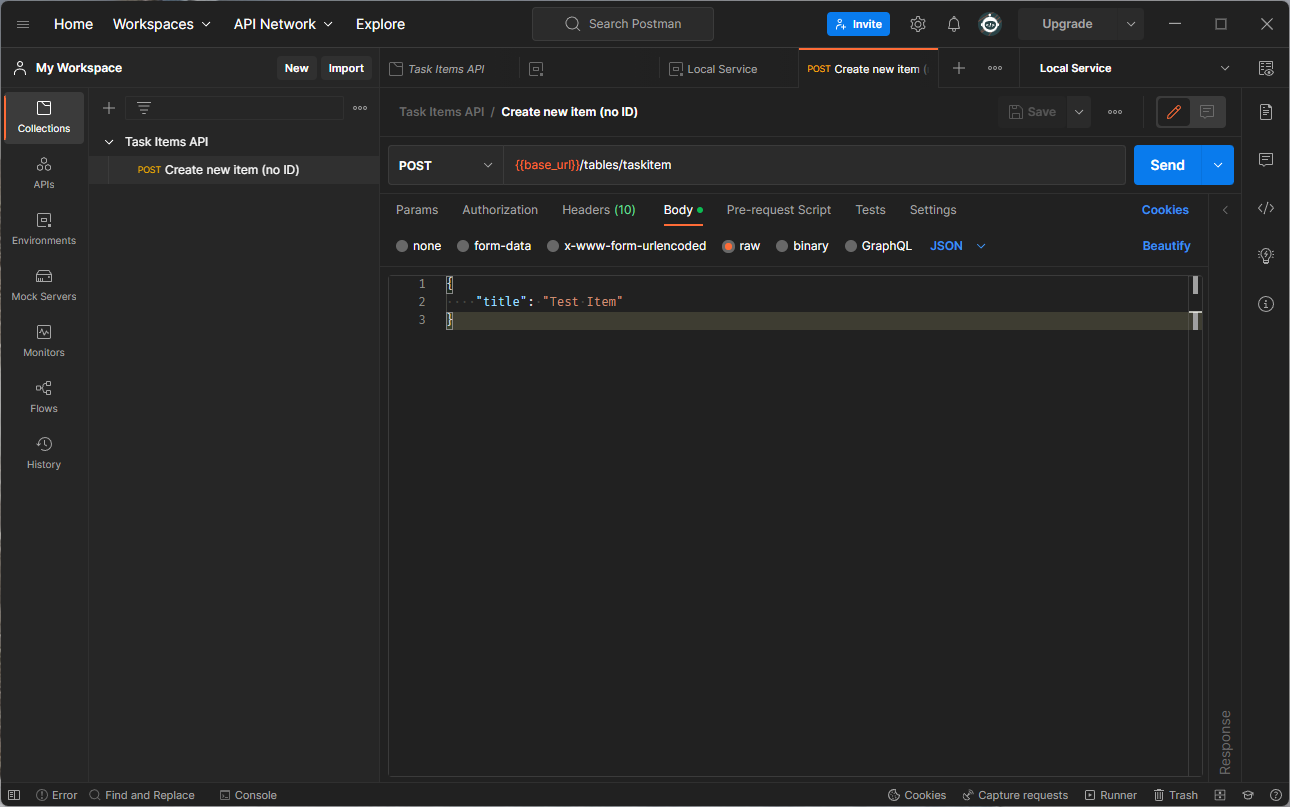 Home Workspaces API Network Explore Search Postman Invite Upgrade
My Workspace New Import Task Items API Local Service POST Create new item ( Local Service
Collections
APIs
Environments
Mock Servers
Monitors
Flows
History
Task Items API
POST Create new item (no ID)
Task Items API / Create new item (no ID) Save
POST {{base_url}}/tables/taskitem Send
Params Authorization Headers (10) Body Pre-request Script Tests Settings Cookies
none form-data x-www-form-urlencoded raw binary GraphQL JSON Beautify
1 {
2 "title": "Test Item"
3 }
Response
Error Find and Replace Console Cookies Capture requests Runner Trash